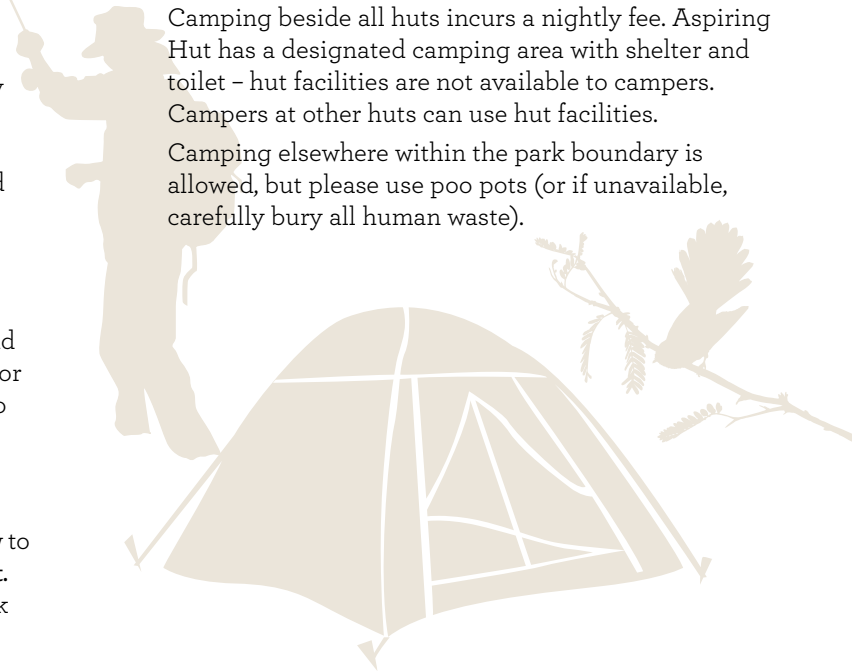 Camping beside all huts incurs a nightly fee. Aspiring
Hut has a designated camping area with shelter and
toilet – hut facilities are not available to campers.
Campers at other huts can use hut facilities.
Camping elsewhere within the park boundary is
allowed, but please use poo pots (or if unavailable,
carefully bury all human waste).
or
to